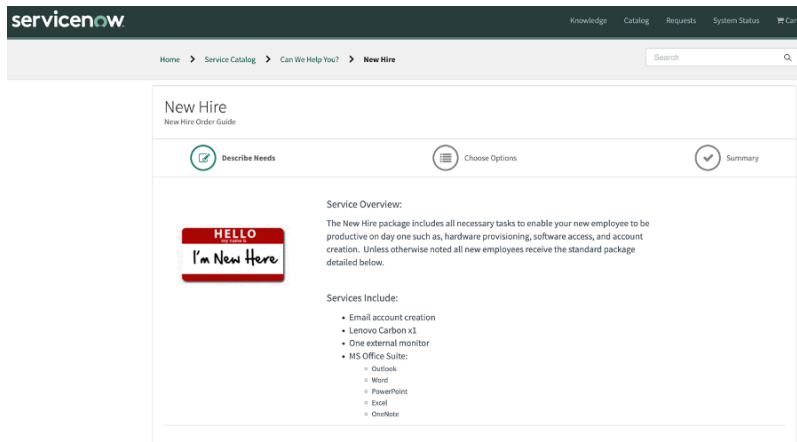 servicenow
Knowledge Catalog Requests System Status Car
Home > Service Catalog > Can We Help You? > New Hire
Search
New Hire
New Hire Order Guide
Describe Needs Choose Options Summary
Service Overview:
HELLO
my name is
I'm New Here
The New Hire package includes all necessary tasks to enable your new employee to be
productive on day one such as, hardware provisioning, software access, and account
creation. Unless otherwise noted all new employees receive the standard package
detailed below.
Services Include:
• Email account creation
• Lenovo Carbon x1
• One external monitor
• MS Office Suite:
○ Outlook
○ Word
○ PowerPoint
○ Excel
○ OneNote